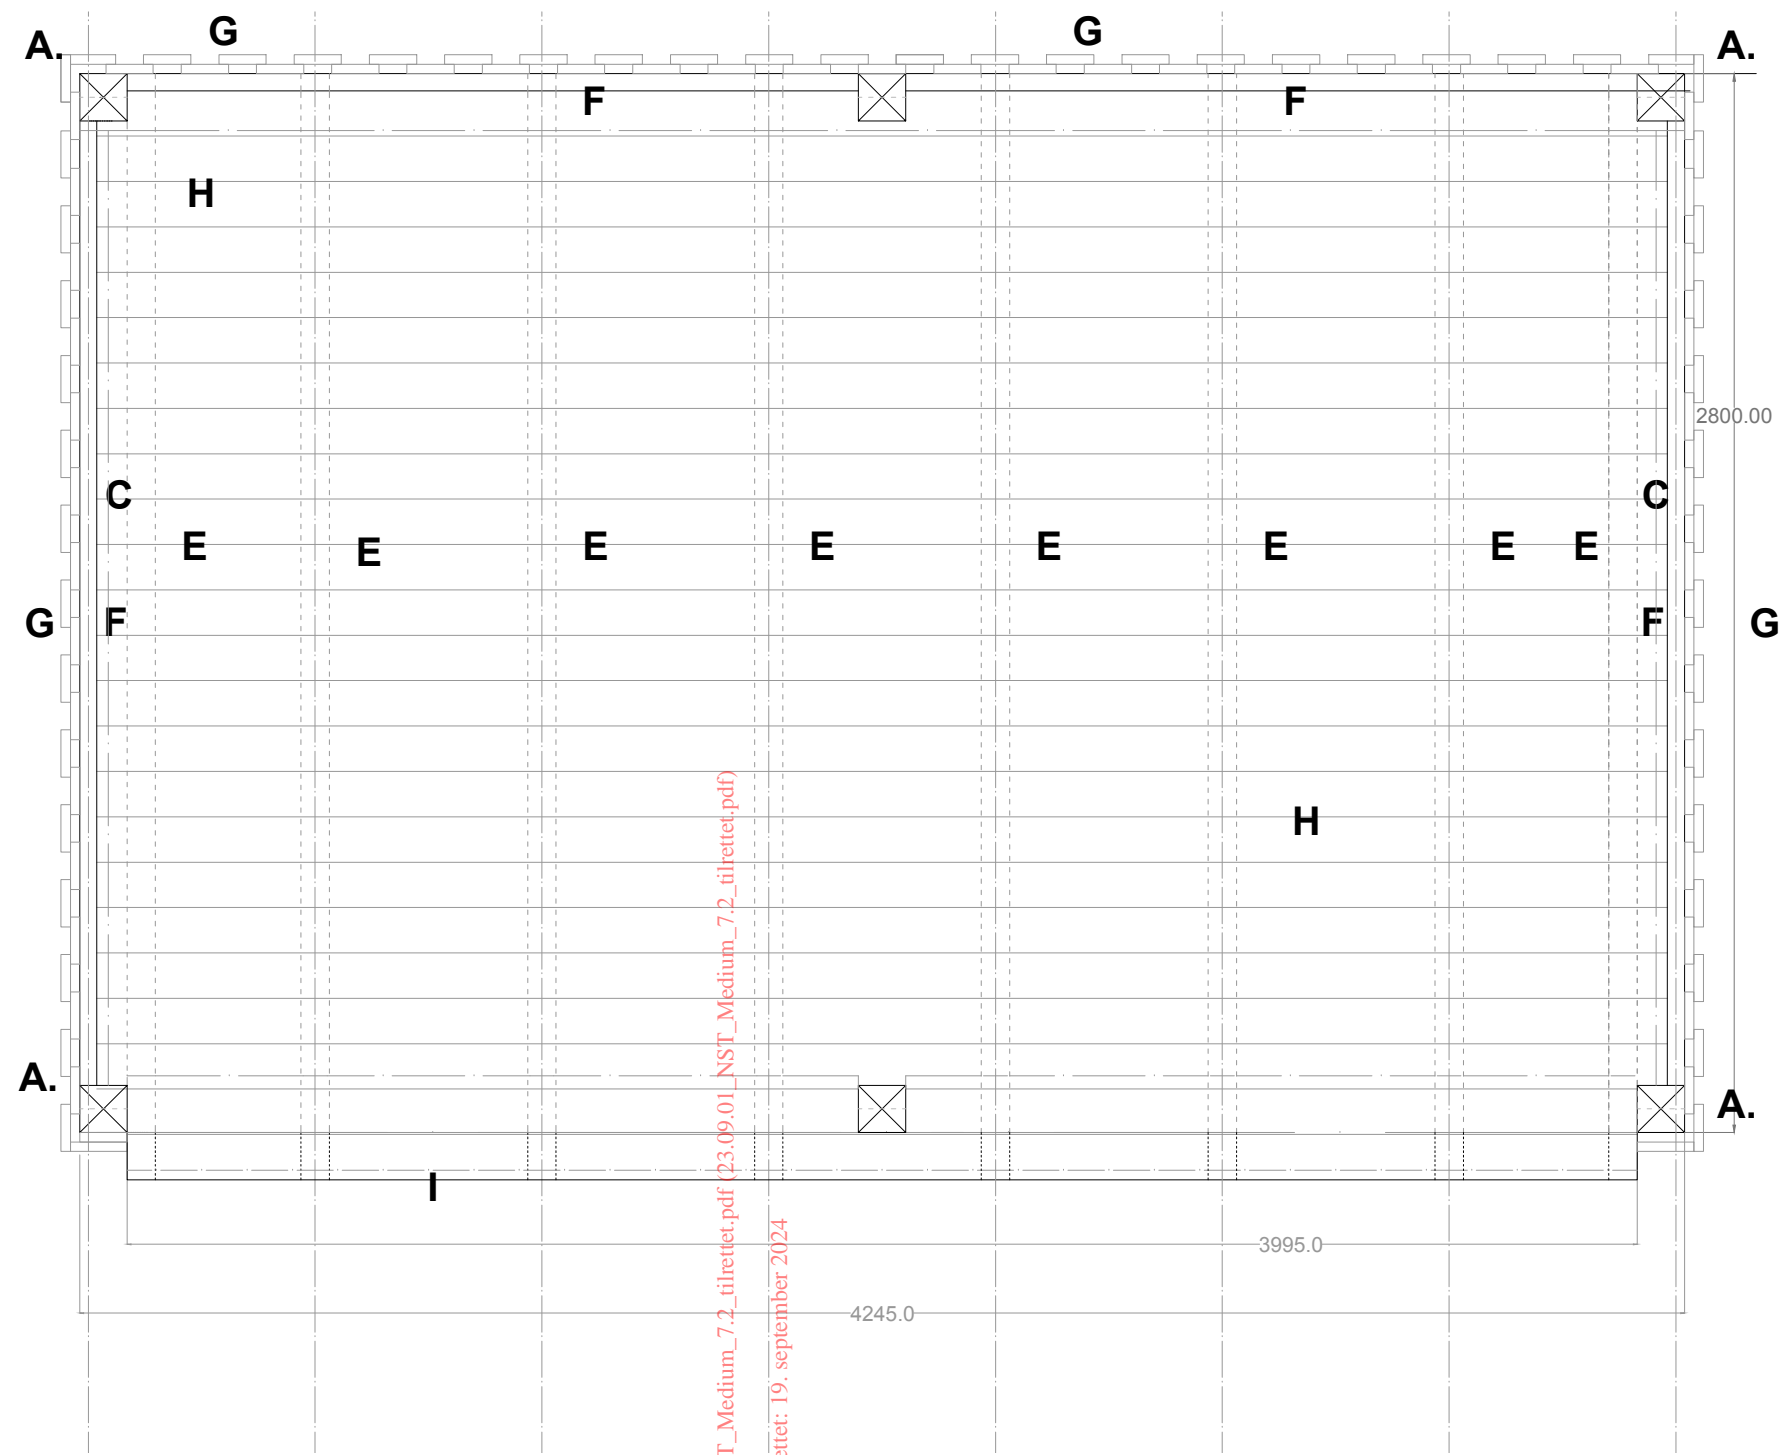 A.
G
G
A.
F
F
H
2800.00
C
C
E
E
E
E
E
E
E
E
G
F
F
G
H
A.
A.
I
3995.0
4245.0
T_Medium_7.2_tilrettet.pdf (23.09.01_NST_Medium_7.2_tilrettet.pdf)
ettet: 19. september 2024